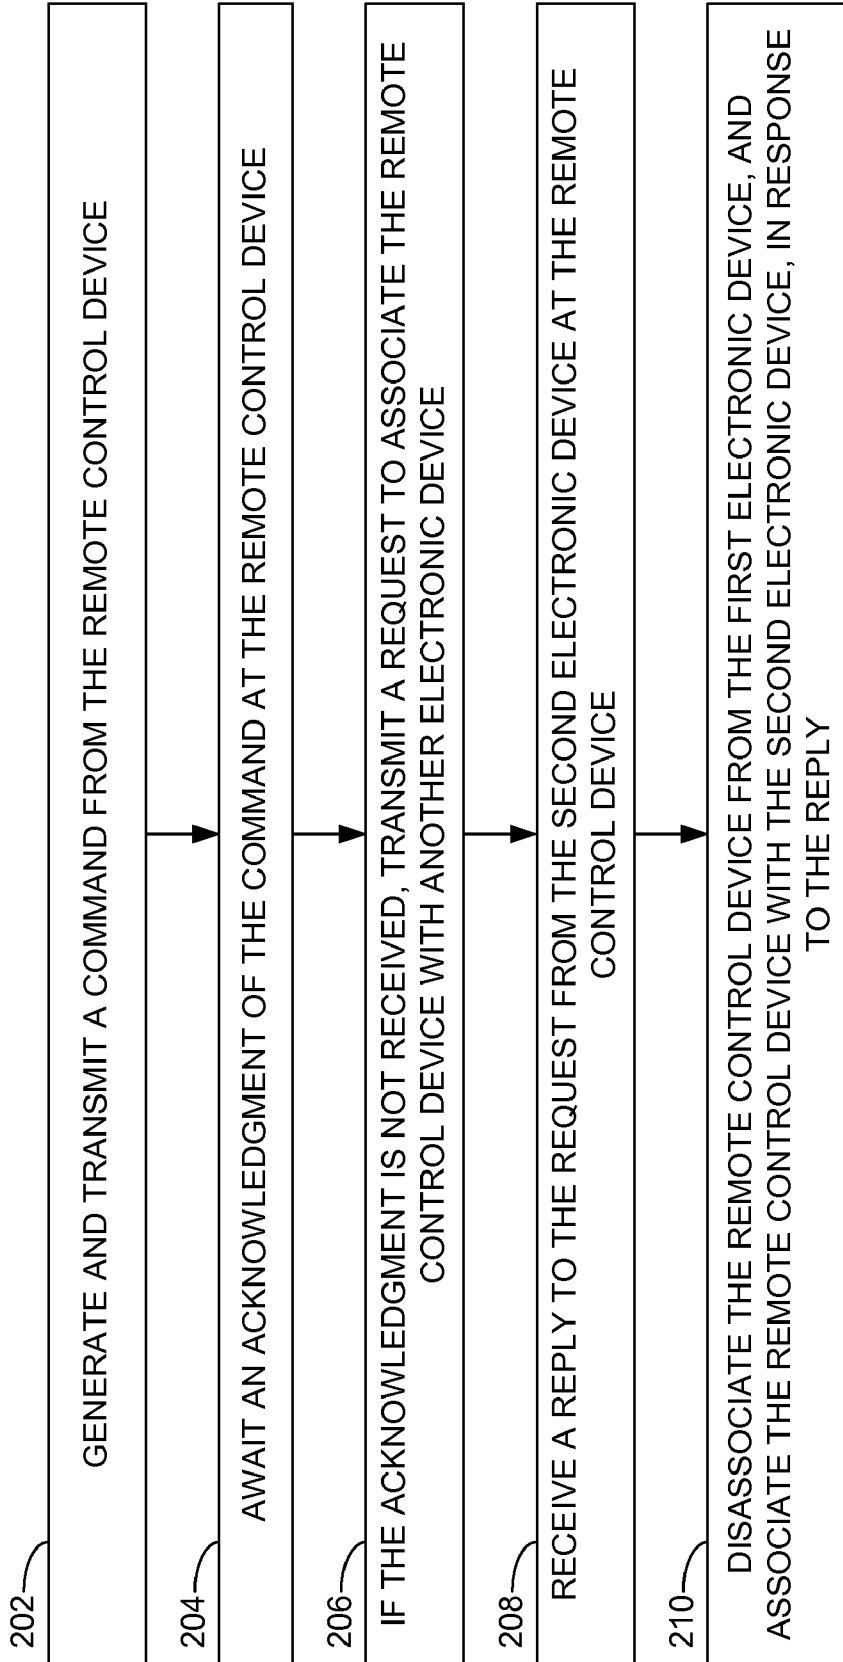 202
GENERATE AND TRANSMIT A COMMAND FROM THE REMOTE CONTROL DEVICE
204
AWAIT AN ACKNOWLEDGMENT OF THE COMMAND AT THE REMOTE CONTROL DEVICE
206
IF THE ACKNOWLEDGMENT IS NOT RECEIVED, TRANSMIT A REQUEST TO ASSOCIATE THE REMOTE
CONTROL DEVICE WITH ANOTHER ELECTRONIC DEVICE
208
RECEIVE A REPLY TO THE REQUEST FROM THE SECOND ELECTRONIC DEVICE AT THE REMOTE
CONTROL DEVICE
210
DISASSOCIATE THE REMOTE CONTROL DEVICE FROM THE FIRST ELECTRONIC DEVICE, AND
ASSOCIATE THE REMOTE CONTROL DEVICE WITH THE SECOND ELECTRONIC DEVICE, IN RESPONSE
TO THE REPLY